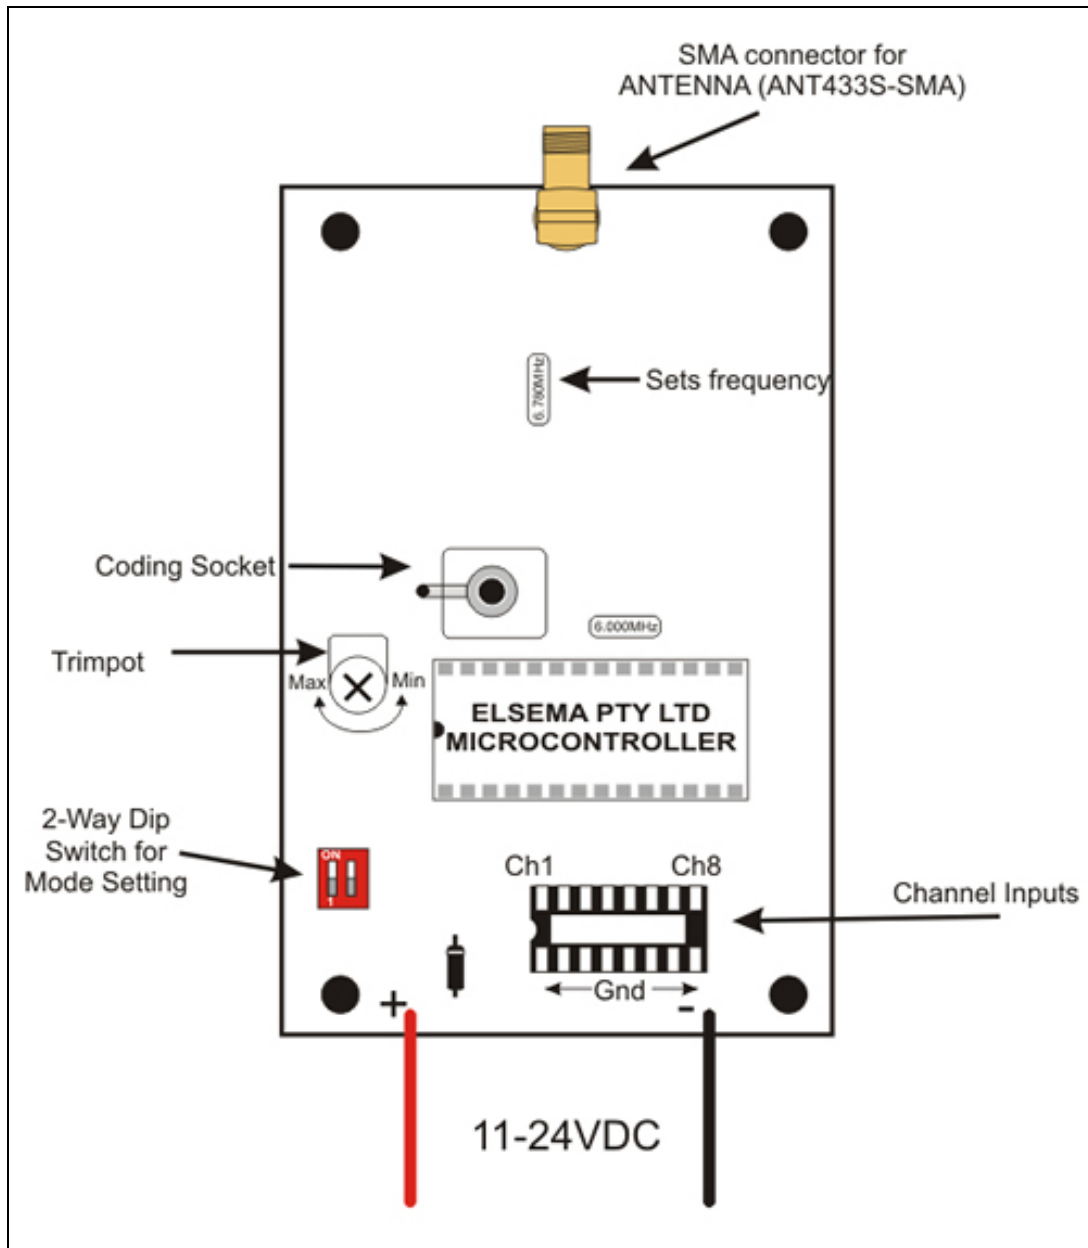 SMA connector for
ANTENNA (ANT433S-SMA)
6.780MHz
Sets frequency
Coding Socket
6.000MHz
Trimpot
Max
Min
ELSEMA PTY LTD
MICROCONTROLLER
2-Way Dip
Switch for
Mode Setting
ON
1
Ch1 Ch8
Channel Inputs
Gnd
+ -
11-24VDC